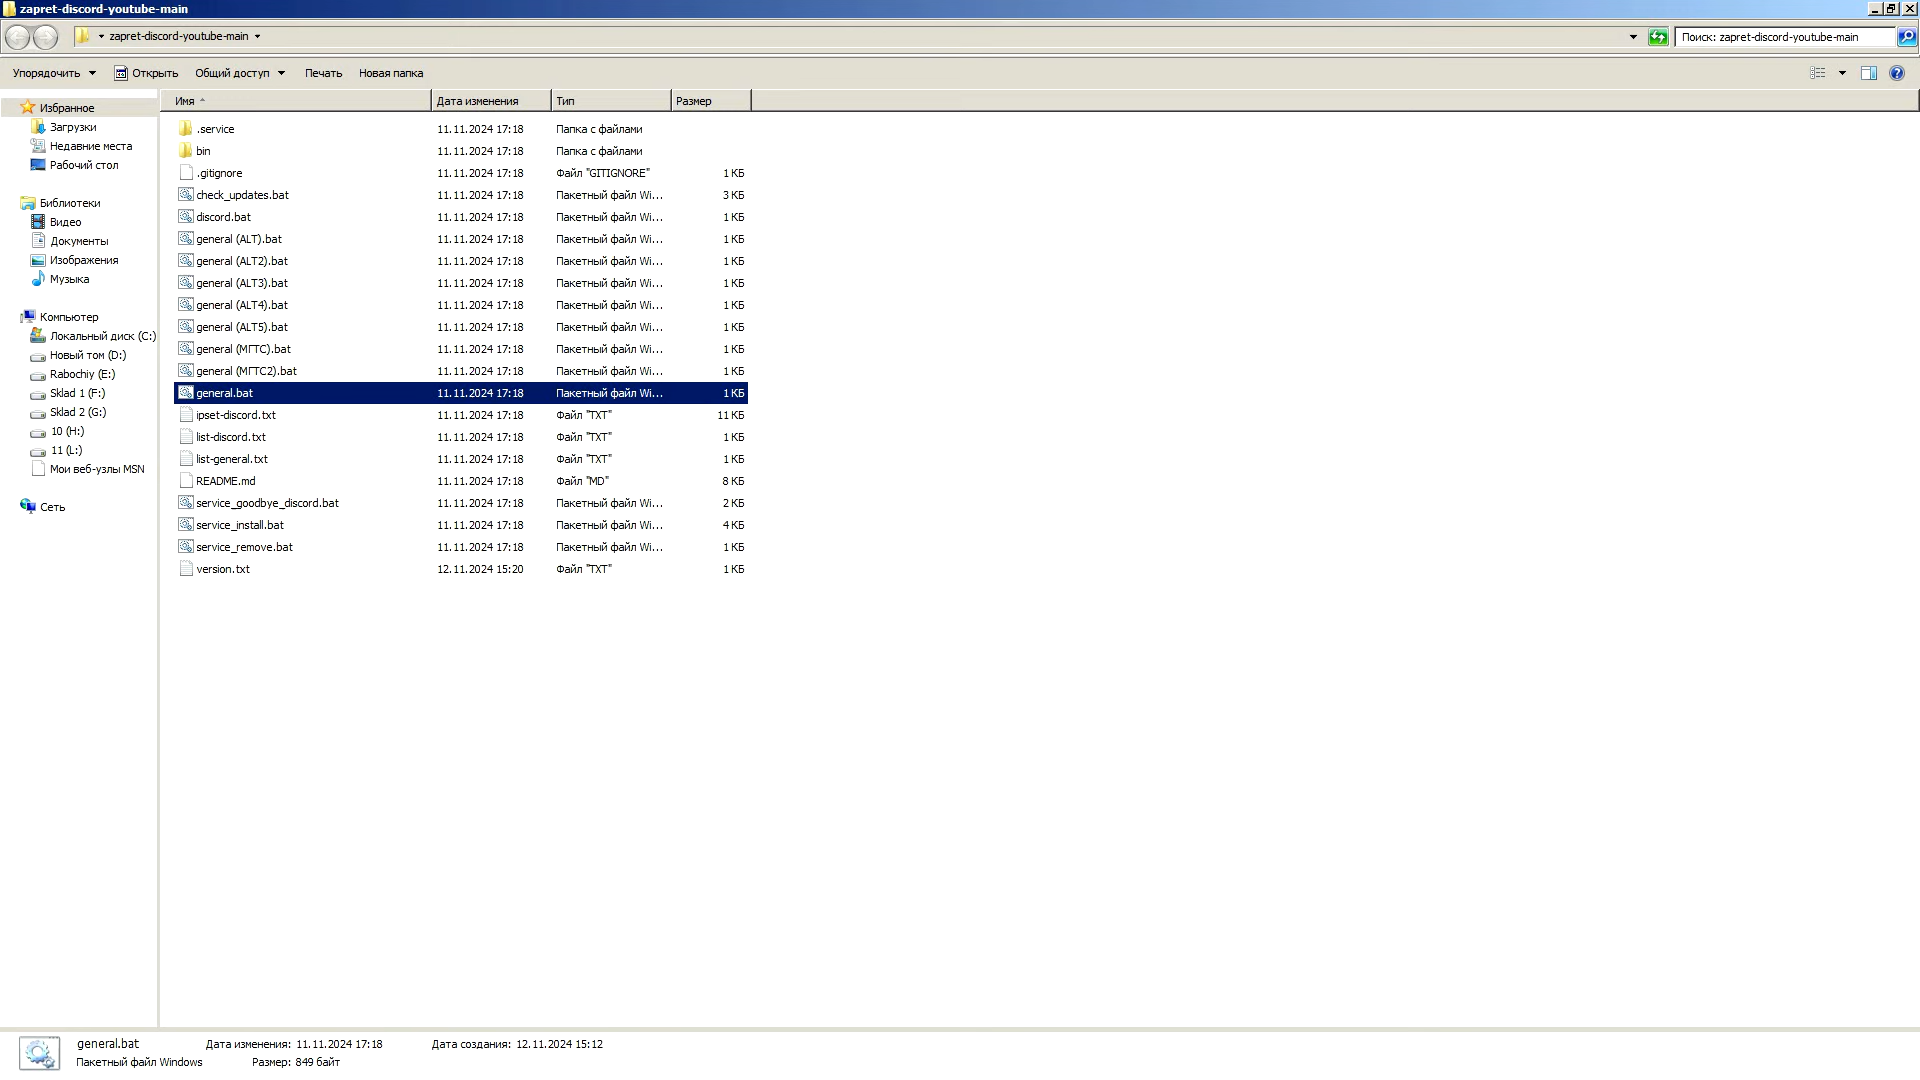 zapret-discord-youtube-main
zapret-discord-youtube-main
Поиск: zapret-discord-youtube-main
Упорядочить Открыть Общий доступ Печать Новая папка
Имя Дата изменения Тип Размер
Избранное
Загрузки
Недавние места
Рабочий стол
Библиотеки
Видео
Документы
Изображения
Музыка
Компьютер
Локальный диск (C:)
Новый том (D:)
Rabochiy (E:)
Sklad 1 (F:)
Sklad 2 (G:)
10 (H:)
11 (L:)
Мои веб-узлы MSN
Сеть
.service 11.11.2024 17:18 Папка с файлами
bin 11.11.2024 17:18 Папка с файлами
.gitignore 11.11.2024 17:18 Файл "GITIGNORE" 1 КБ
check_updates.bat 11.11.2024 17:18 Пакетный файл Wi... 3 КБ
discord.bat 11.11.2024 17:18 Пакетный файл Wi... 1 КБ
general (ALT).bat 11.11.2024 17:18 Пакетный файл Wi... 1 КБ
general (ALT2).bat 11.11.2024 17:18 Пакетный файл Wi... 1 КБ
general (ALT3).bat 11.11.2024 17:18 Пакетный файл Wi... 1 КБ
general (ALT4).bat 11.11.2024 17:18 Пакетный файл Wi... 1 КБ
general (ALT5).bat 11.11.2024 17:18 Пакетный файл Wi... 1 КБ
general (МГТС).bat 11.11.2024 17:18 Пакетный файл Wi... 1 КБ
general (МГТС2).bat 11.11.2024 17:18 Пакетный файл Wi... 1 КБ
general.bat 11.11.2024 17:18 Пакетный файл Wi... 1 КБ
ipset-discord.txt 11.11.2024 17:18 Файл "TXT" 11 КБ
list-discord.txt 11.11.2024 17:18 Файл "TXT" 1 КБ
list-general.txt 11.11.2024 17:18 Файл "TXT" 1 КБ
README.md 11.11.2024 17:18 Файл "MD" 8 КБ
service_goodbye_discord.bat 11.11.2024 17:18 Пакетный файл Wi... 2 КБ
service_install.bat 11.11.2024 17:18 Пакетный файл Wi... 4 КБ
service_remove.bat 11.11.2024 17:18 Пакетный файл Wi... 1 КБ
version.txt 12.11.2024 15:20 Файл "TXT" 1 КБ
general.bat Дата изменения: 11.11.2024 17:18 Дата создания: 12.11.2024 15:12
Пакетный файл Windows Размер: 849 байт